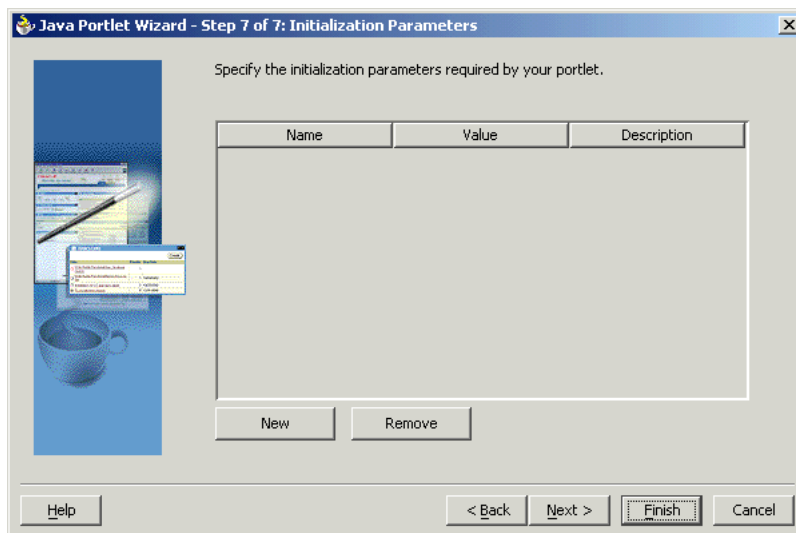 Java Portlet Wizard - Step 7 of 7: Initialization Parameters
Specify the initialization parameters required by your portlet.
Name Value Description
New Remove
Help < Back Next > Finish Cancel